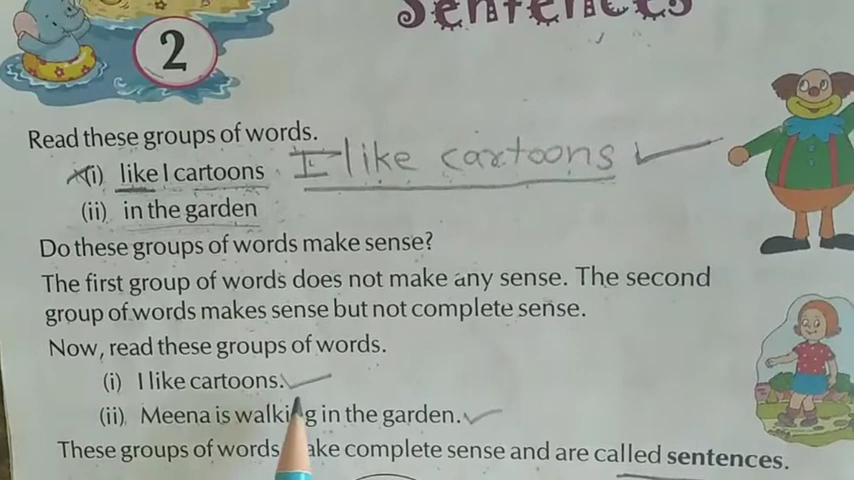 Sentences
2
Read these groups of words.
(i) like I cartoons I like cartoons
(ii) in the garden
Do these groups of words make sense?
The first group of words does not make any sense. The second
group of words makes sense but not complete sense.
Now, read these groups of words.
(i) I like cartoons.
(ii) Meena is walking in the garden.
These groups of words make complete sense and are called sentences.